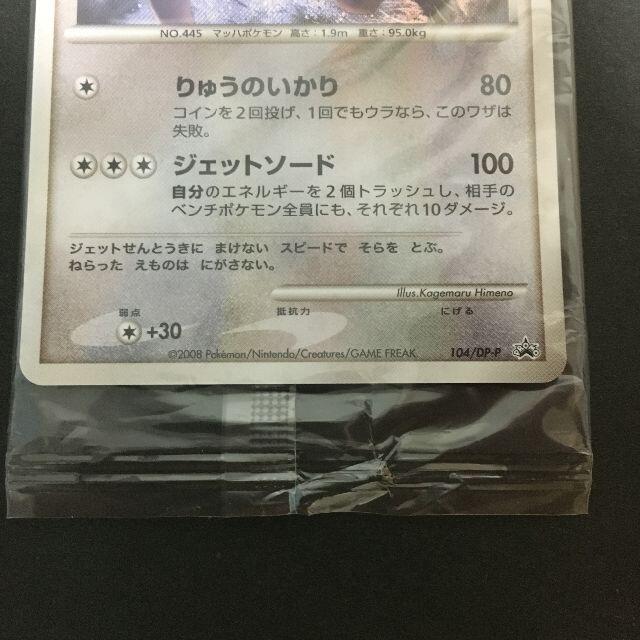 NO.445 マッハポケモン 高さ：1.9m 重さ：95.0kg
りゅうのいかり 80
コインを2回投げ、1回でもウラなら、このワザは
失敗。
ジェットソード 100
自分のエネルギーを2個トラッシュし、相手の
ベンチポケモン全員にも、それぞれ10ダメージ。
ジェットせんとうきに まけない スピードで そらを とぶ。
ねらった えものは にがさない。
Illus.Kagemaru Himeno
弱点 抵抗力 にげる
+30
©2008 Pokémon/Nintendo/Creatures/GAME FREAK. 104/DP-P